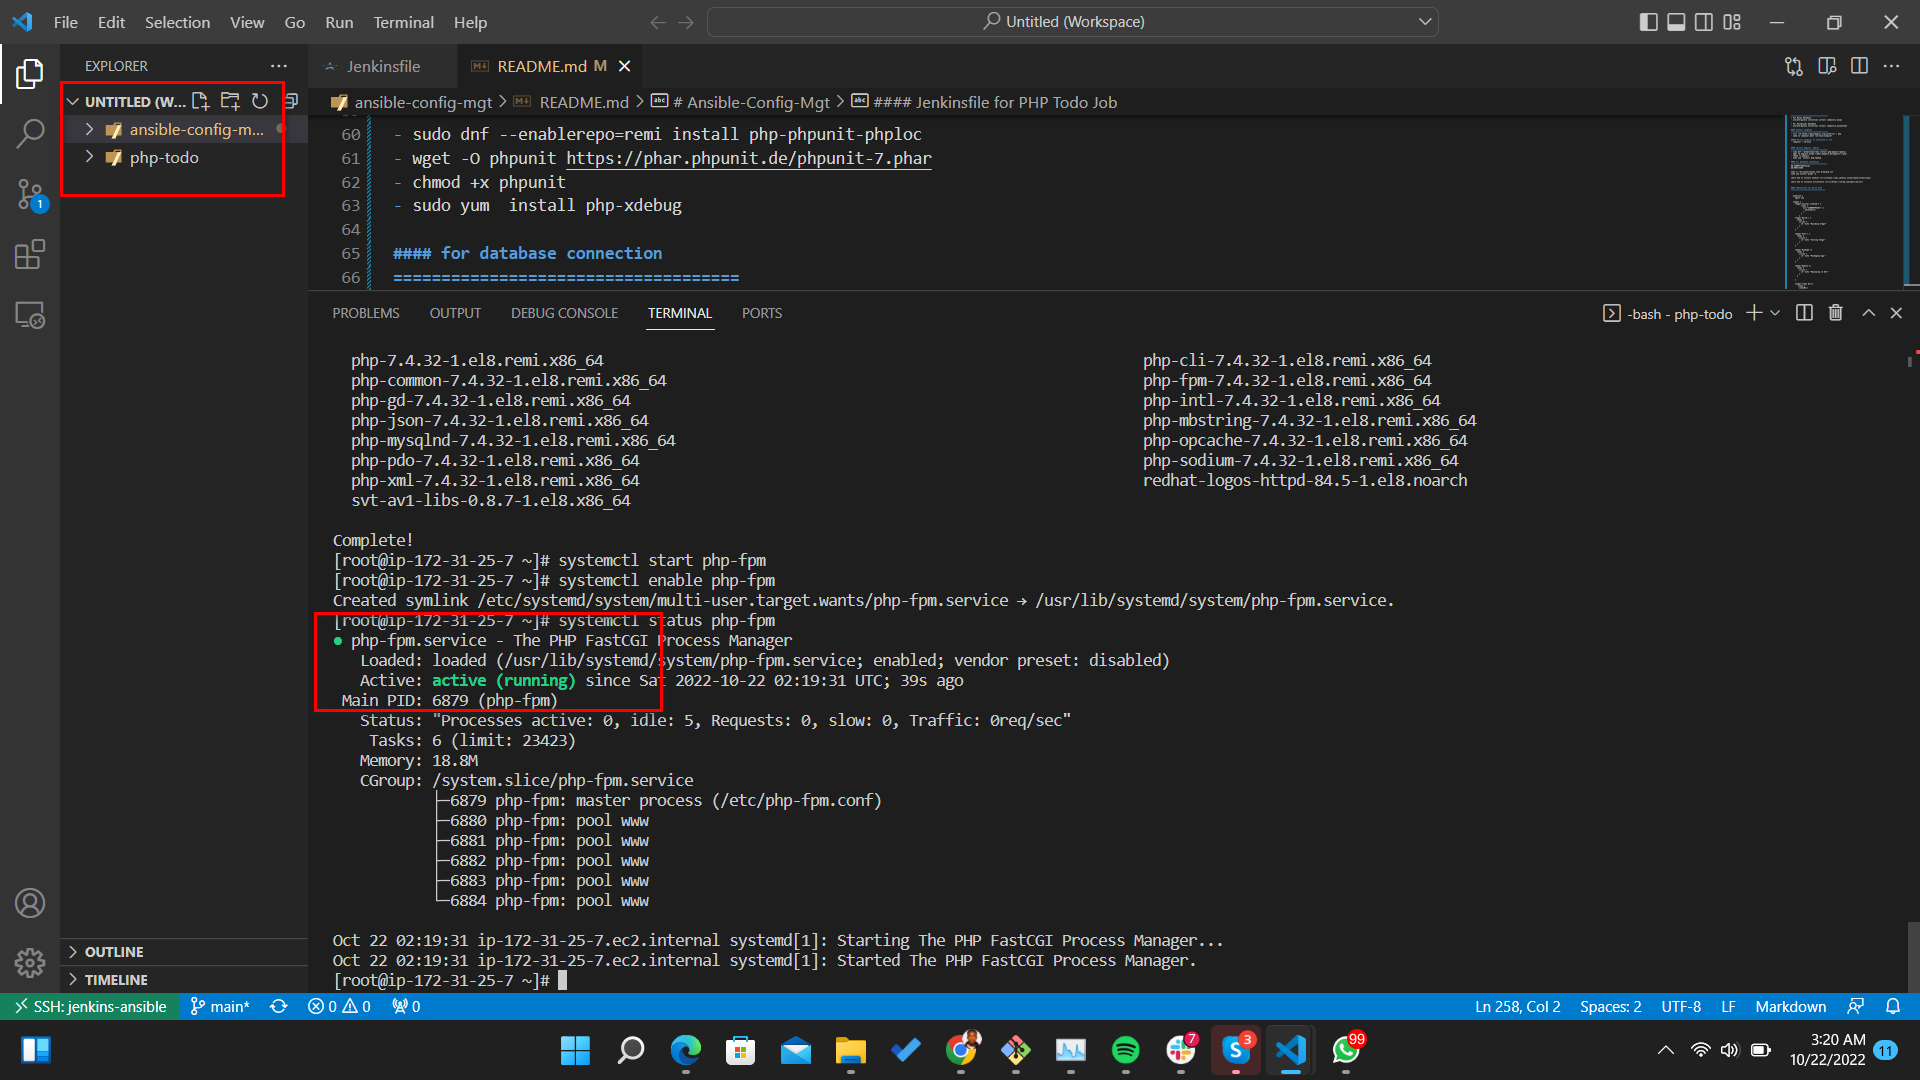 File Edit Selection View Go Run Terminal Help
Untitled (Workspace)
EXPLORER
UNTITLED (W...
ansible-config-m...
php-todo
Jenkinsfile
README.md M
ansible-config-mgt > README.md > # Ansible-Config-Mgt > #### Jenkinsfile for PHP Todo Job
60 - sudo dnf --enablerepo=remi install php-phpunit-phploc
61 - wget -O phpunit https://phar.phpunit.de/phpunit-7.phar
62 - chmod +x phpunit
63 - sudo yum  install php-xdebug
64
65 #### for database connection
66 ====================================
PROBLEMS OUTPUT DEBUG CONSOLE TERMINAL PORTS
-bash - php-todo
php-7.4.32-1.el8.remi.x86_64 php-cli-7.4.32-1.el8.remi.x86_64
php-common-7.4.32-1.el8.remi.x86_64 php-fpm-7.4.32-1.el8.remi.x86_64
php-gd-7.4.32-1.el8.remi.x86_64 php-intl-7.4.32-1.el8.remi.x86_64
php-json-7.4.32-1.el8.remi.x86_64 php-mbstring-7.4.32-1.el8.remi.x86_64
php-mysqlnd-7.4.32-1.el8.remi.x86_64 php-opcache-7.4.32-1.el8.remi.x86_64
php-pdo-7.4.32-1.el8.remi.x86_64 php-sodium-7.4.32-1.el8.remi.x86_64
php-xml-7.4.32-1.el8.remi.x86_64 redhat-logos-httpd-84.5-1.el8.noarch
svt-av1-libs-0.8.7-1.el8.x86_64
Complete!
[root@ip-172-31-25-7 ~]# systemctl start php-fpm
[root@ip-172-31-25-7 ~]# systemctl enable php-fpm
Created symlink /etc/systemd/system/multi-user.target.wants/php-fpm.service → /usr/lib/systemd/system/php-fpm.service.
[root@ip-172-31-25-7 ~]# systemctl status php-fpm
● php-fpm.service - The PHP FastCGI Process Manager
Loaded: loaded (/usr/lib/systemd/system/php-fpm.service; enabled; vendor preset: disabled)
Active: active (running) since Sat 2022-10-22 02:19:31 UTC; 39s ago
Main PID: 6879 (php-fpm)
Status: "Processes active: 0, idle: 5, Requests: 0, slow: 0, Traffic: 0req/sec"
Tasks: 6 (limit: 23423)
Memory: 18.8M
CGroup: /system.slice/php-fpm.service
├─6879 php-fpm: master process (/etc/php-fpm.conf)
├─6880 php-fpm: pool www
├─6881 php-fpm: pool www
├─6882 php-fpm: pool www
├─6883 php-fpm: pool www
└─6884 php-fpm: pool www
Oct 22 02:19:31 ip-172-31-25-7.ec2.internal systemd[1]: Starting The PHP FastCGI Process Manager...
Oct 22 02:19:31 ip-172-31-25-7.ec2.internal systemd[1]: Started The PHP FastCGI Process Manager.
[root@ip-172-31-25-7 ~]#
1
OUTLINE
TIMELINE
SSH: jenkins-ansible main* 0 0 0 Ln 258, Col 2 Spaces: 2 UTF-8 LF Markdown
7 3 99
3:20 AM
10/22/2022 11